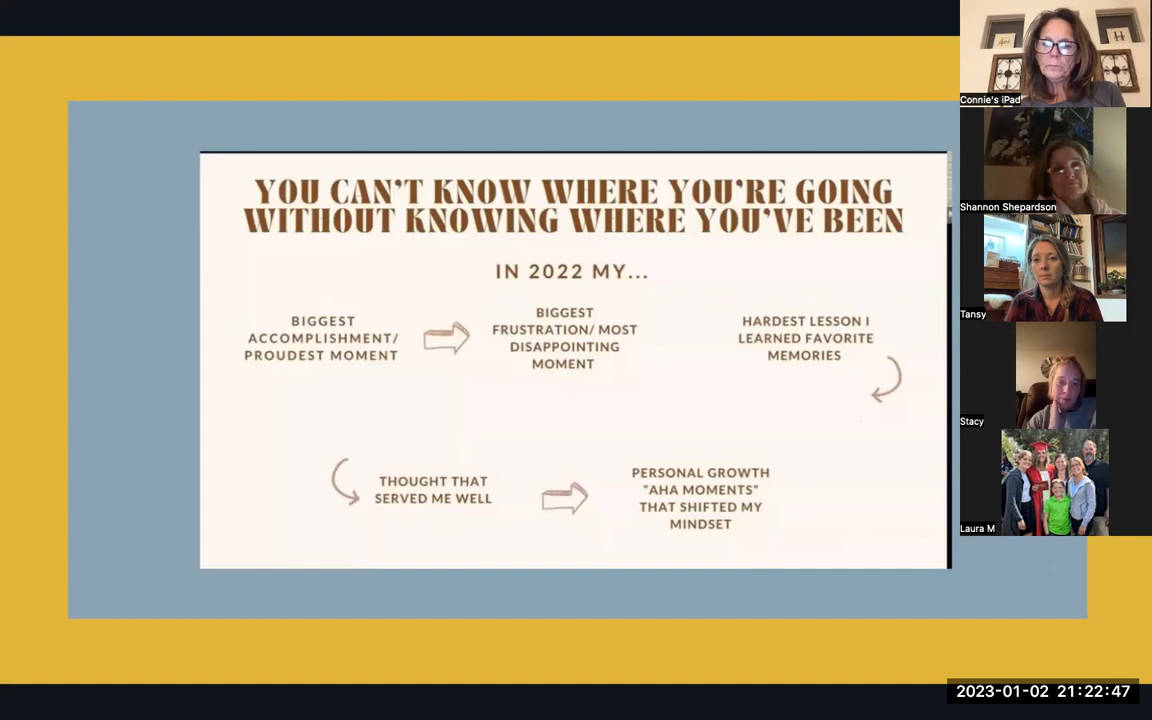 YOU CAN'T KNOW WHERE YOU'RE GOING
WITHOUT KNOWING WHERE YOU'VE BEEN
IN 2022 MY...
BIGGEST
ACCOMPLISHMENT/
PROUDEST MOMENT
BIGGEST
FRUSTRATION/ MOST
DISAPPOINTING
MOMENT
HARDEST LESSON I
LEARNED FAVORITE
MEMORIES
THOUGHT THAT
SERVED ME WELL
PERSONAL GROWTH
"AHA MOMENTS"
THAT SHIFTED MY
MINDSET
H
Connie's iPad
Shannon Shepardson
Tansy
Stacy
Laura M
2023-01-02 21:22:47